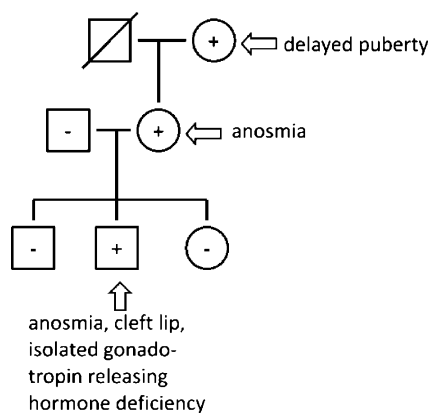 + delayed puberty
- + anosmia
- + -
anosmia, cleft lip,
isolated gonado-
tropin releasing
hormone deficiency